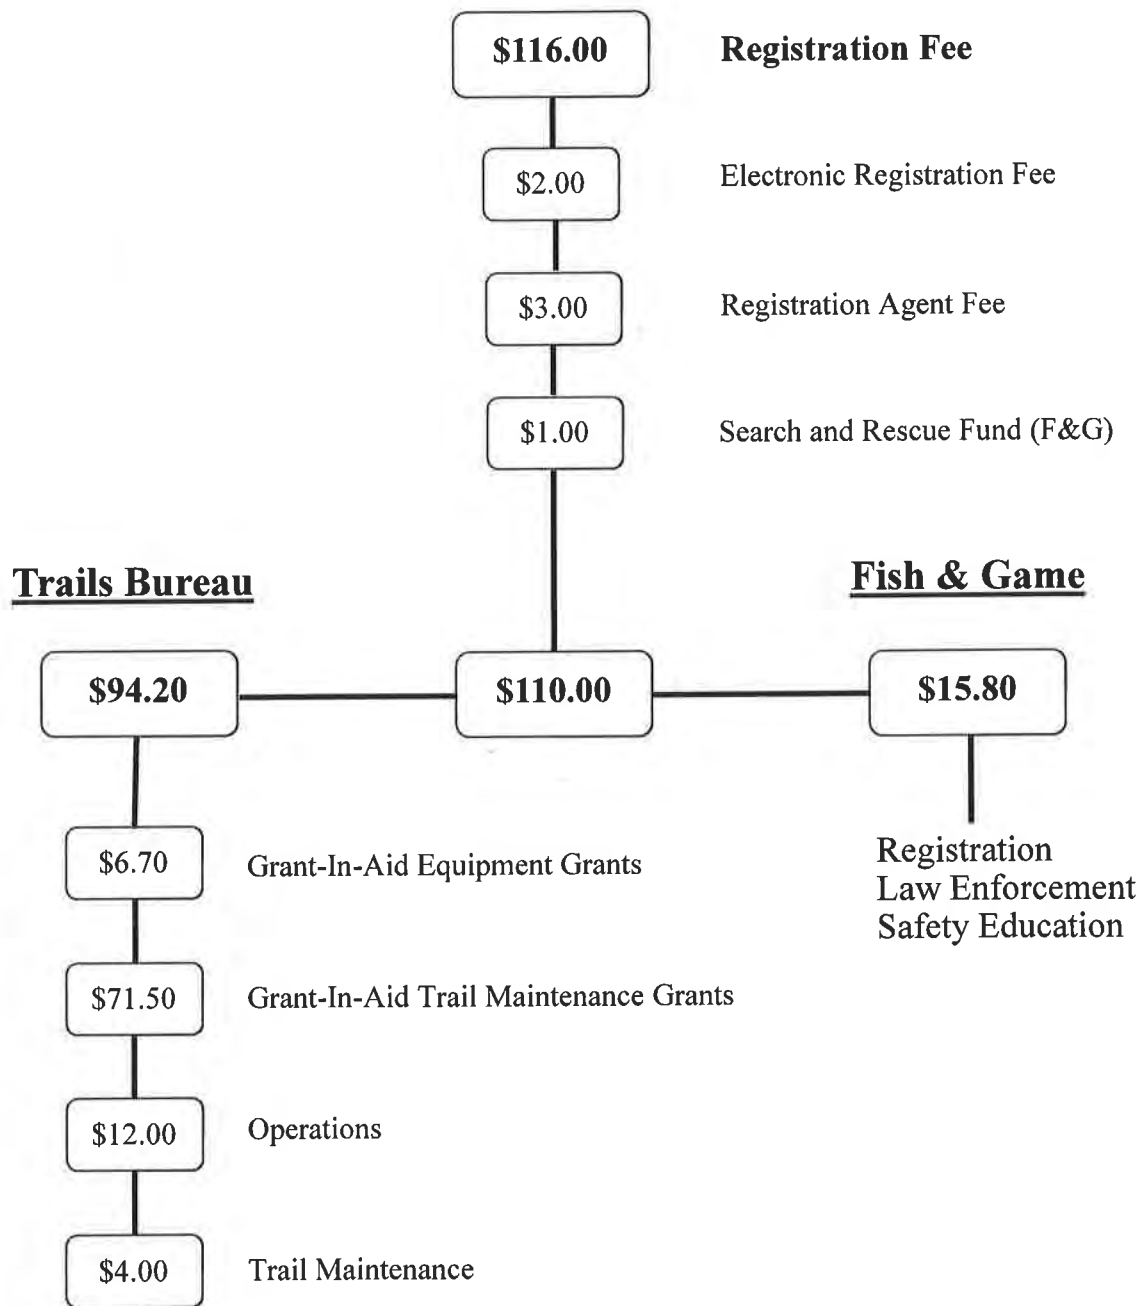 $116.00 Registration Fee
$2.00 Electronic Registration Fee
$3.00 Registration Agent Fee
$1.00 Search and Rescue Fund (F&G)
Trails Bureau
Fish & Game
$94.20
$110.00
$15.80
$6.70 Grant-In-Aid Equipment Grants
Registration
Law Enforcement
Safety Education
$71.50 Grant-In-Aid Trail Maintenance Grants
$12.00 Operations
$4.00 Trail Maintenance